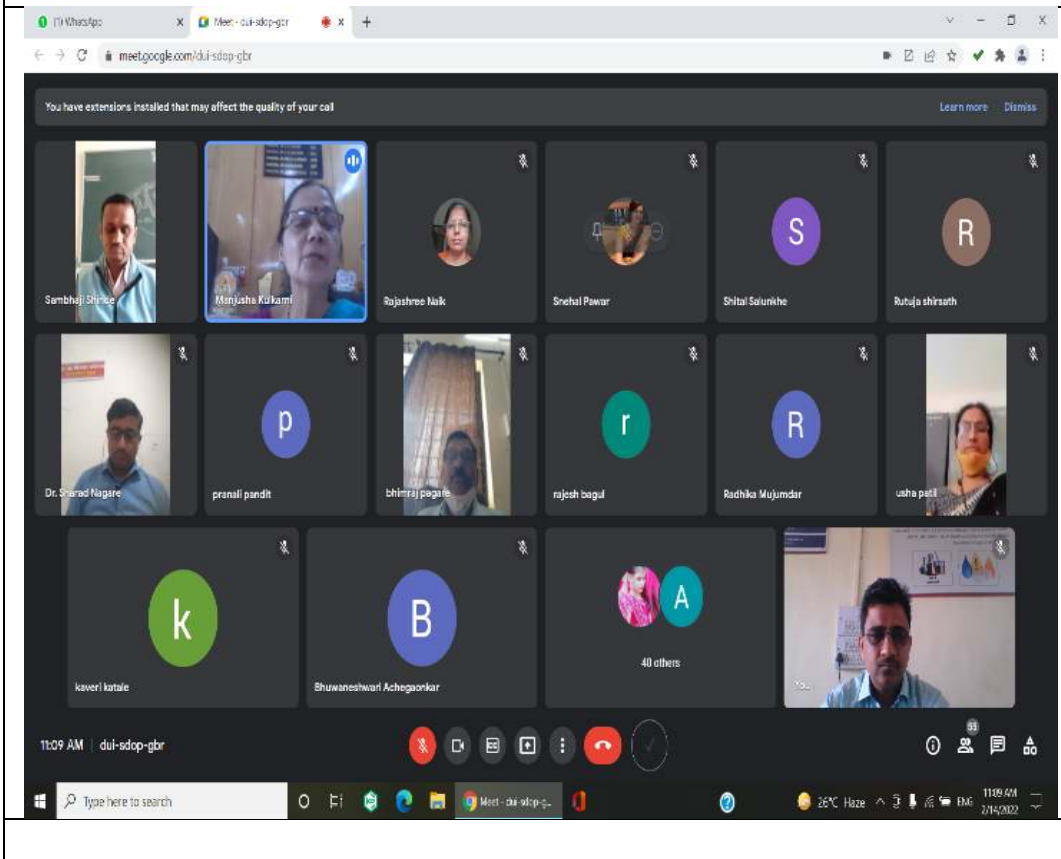 (1) WhatsApp
Meet - dui-sdop-gbr
meet.google.com/dui-sdop-gbr
You have extensions installed that may affect the quality of your call
Learn more Dismiss
Sambhaji Shinde
Manjusha Kulkarni
Rajashree Naik
Snehal Pawar
S
Shital Salunkhe
R
Rutuja shirsath
Dr. Sharad Nagare
p
pranali pandit
bhimraj pagare
r
rajesh bagul
R
Radhika Mujumdar
usha patil
k
kaveri katale
B
Bhuwaneshwari Achegaonkar
A
40 others
You
11:09 AM | dui-sdop-gbr
CC
55
Type here to search
Meet - dui-sdop-g...
26°C Haze
ENG
11:09 AM
2/14/2022